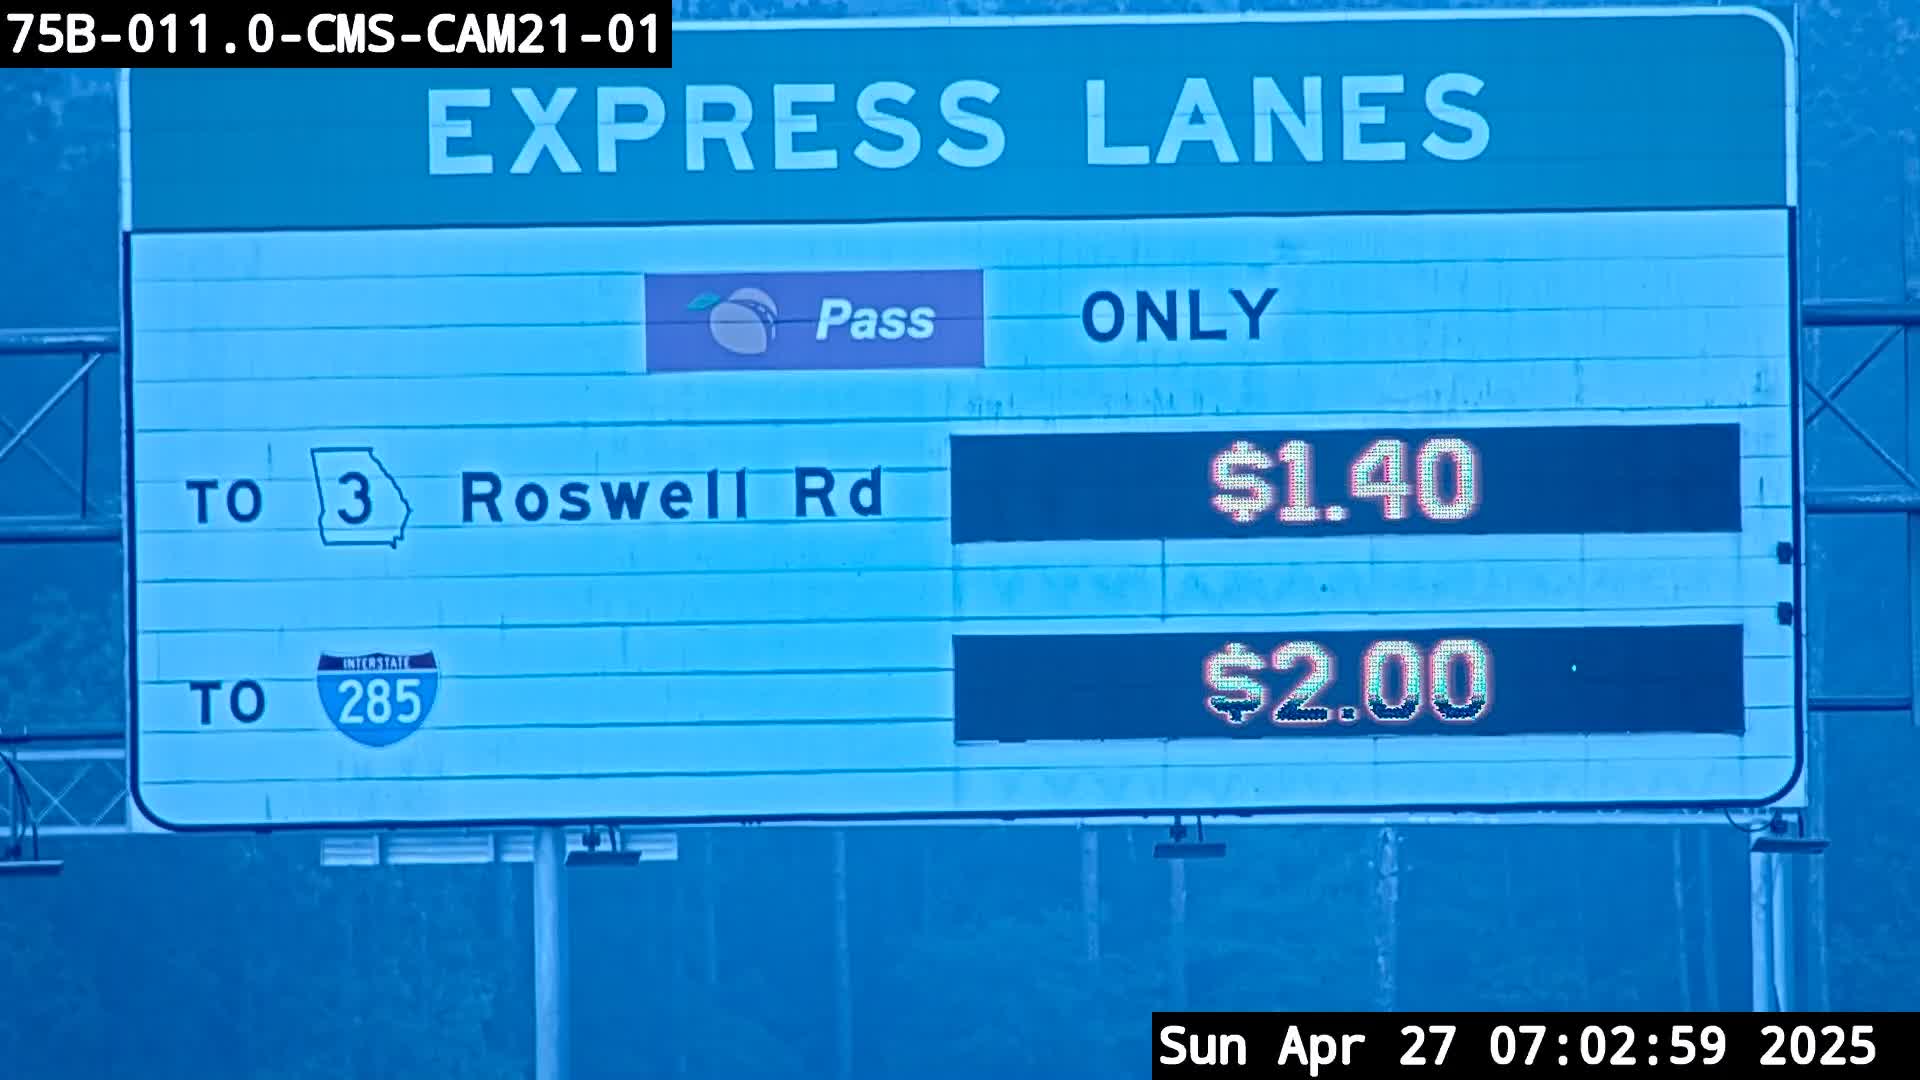 75B-011.0-CMS-CAM21-01
EXPRESS LANES
Pass ONLY
TO 3 Roswell Rd $1.40
TO INTERSTATE 285 $2.00
Sun Apr 27 07:02:59 2025